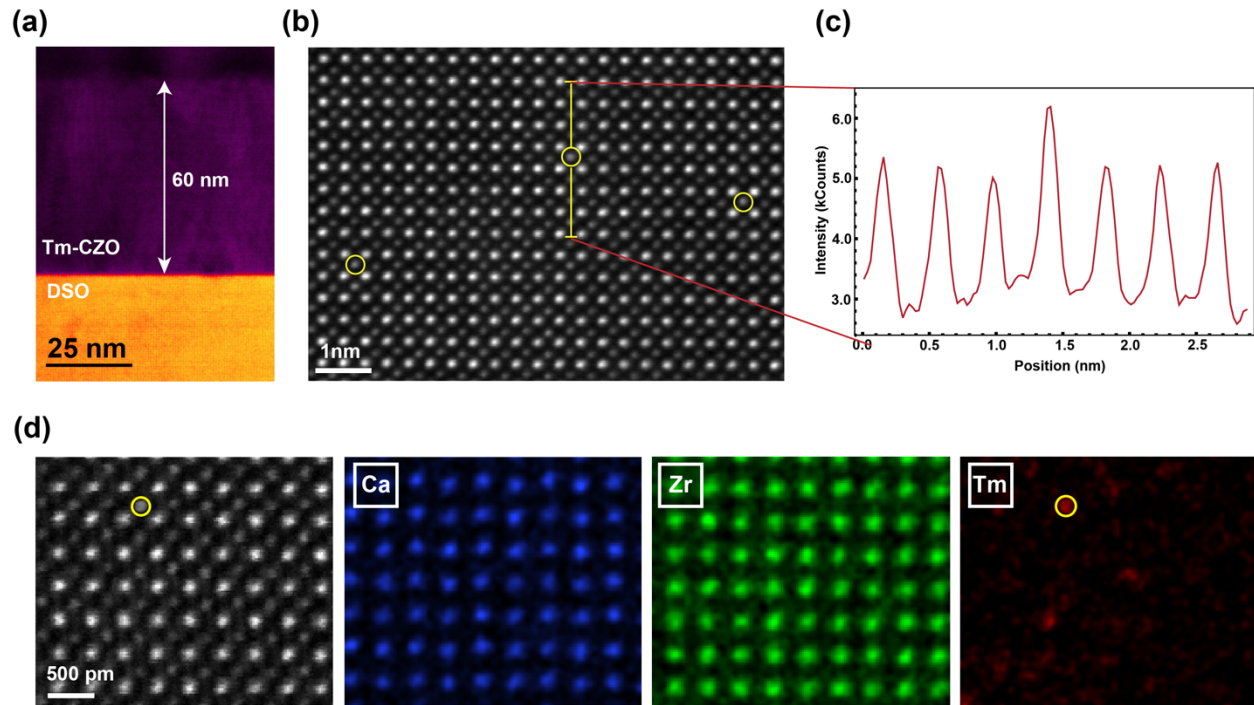 (a)
60 nm
Tm-CZO
DSO
25 nm
(b)
1nm
(c)
Intensity (kCounts)
6.0
5.0
4.0
3.0
0.0 0.5 1.0 1.5 2.0 2.5
Position (nm)
(d)
500 pm
Ca
Zr
Tm